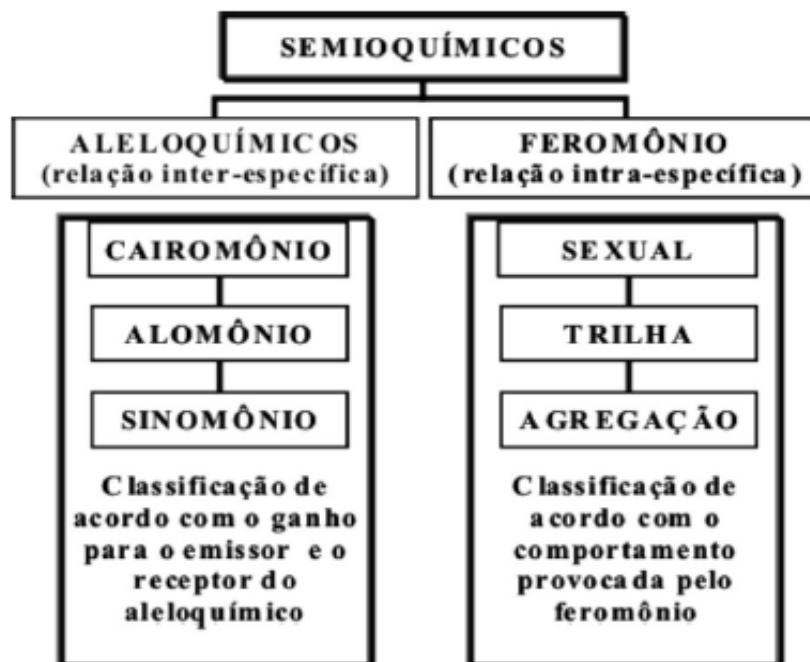 SEMIOQUÍMICOS
ALELOQUÍMICOS
(relação inter-específica)
FEROMÔNIO
(relação intra-específica)
CAIROMÔNIO
ALOMÔNIO
SINOMÔNIO
Classificação de
acordo com o ganho
para o emissor e o
receptor do
aleloquímico
SEXUAL
TRILHA
AGREGAÇÃO
Classificação de
acordo com o
comportamento
provocada pelo
feromônio